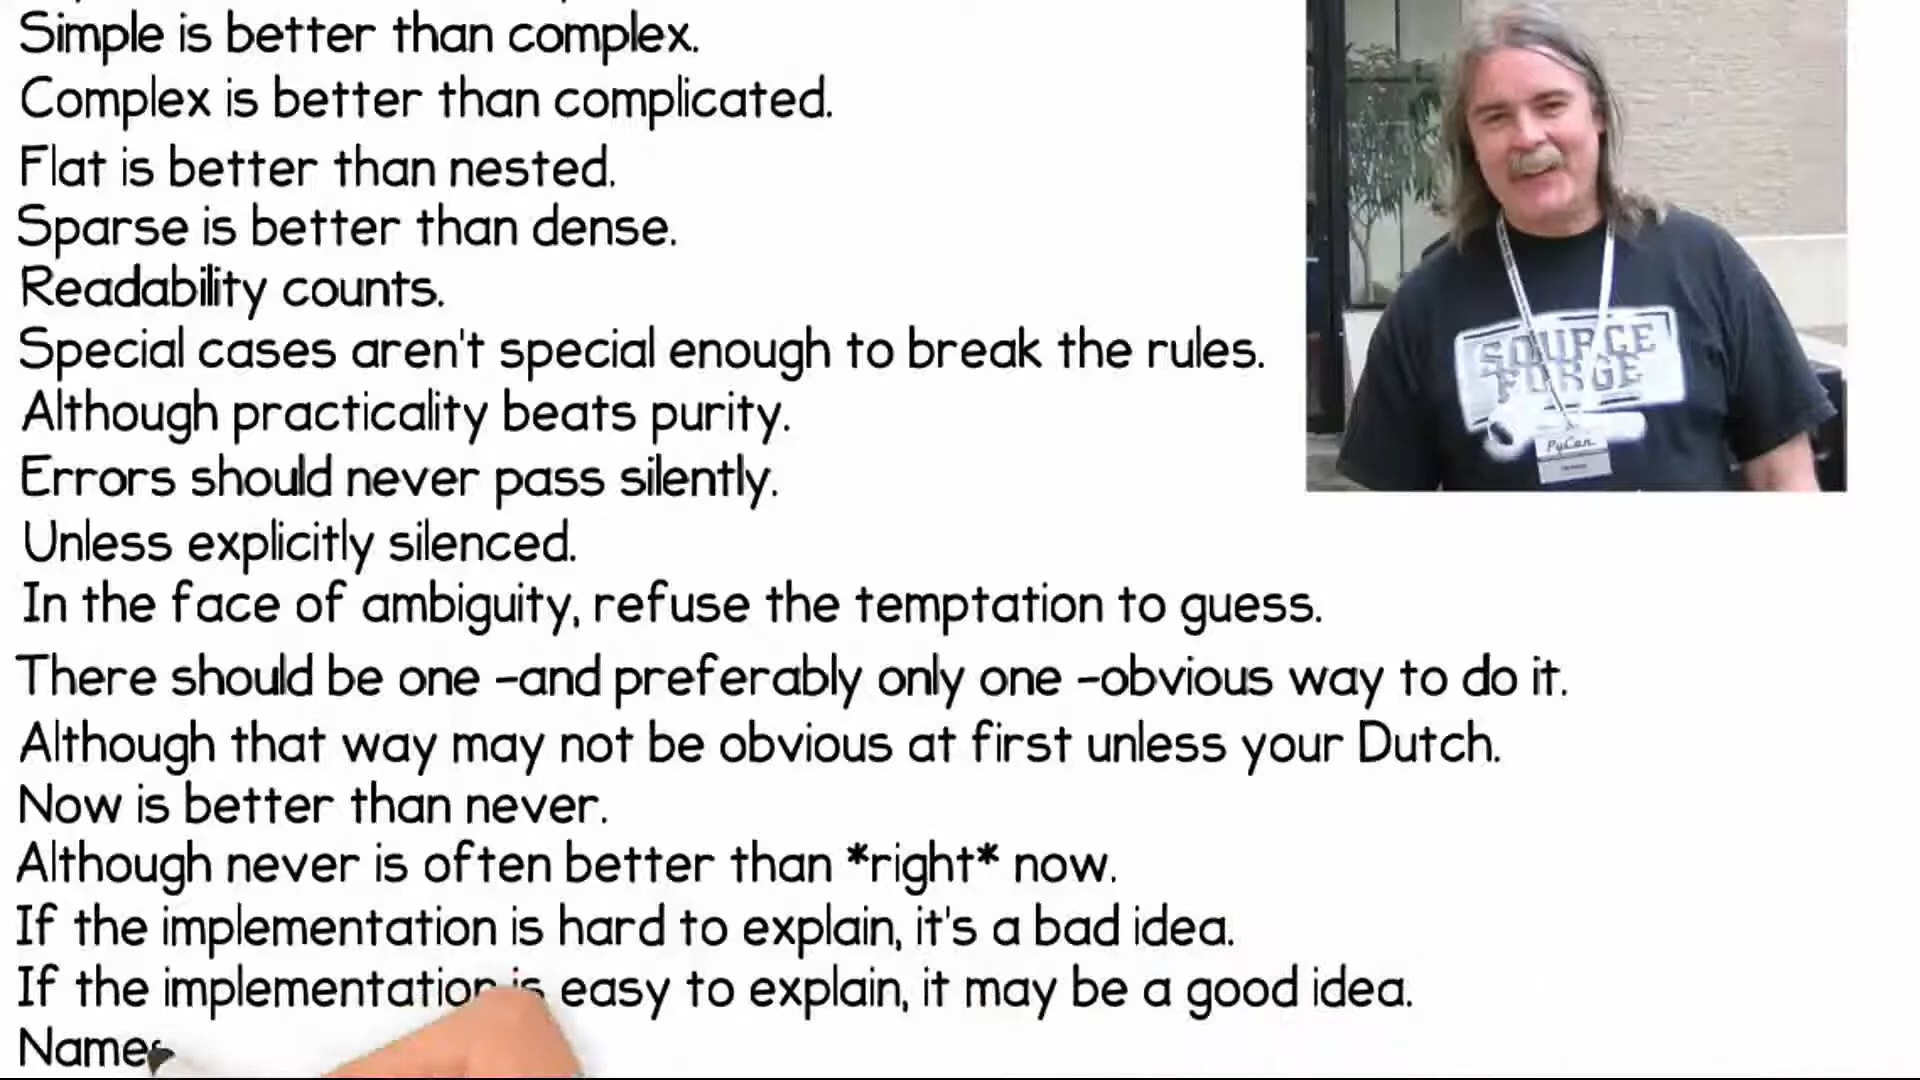 Simple is better than complex.
Complex is better than complicated.
Flat is better than nested.
Sparse is better than dense.
Readability counts.
Special cases aren't special enough to break the rules.
Although practicality beats purity.
Errors should never pass silently.
Unless explicitly silenced.
In the face of ambiguity, refuse the temptation to guess.
There should be one -and preferably only one -obvious way to do it.
Although that way may not be obvious at first unless your Dutch.
Now is better than never.
Although never is often better than *right* now.
If the implementation is hard to explain, it's a bad idea.
If the implementation is easy to explain, it may be a good idea.
Names
SOURCE
FORGE
PyCon